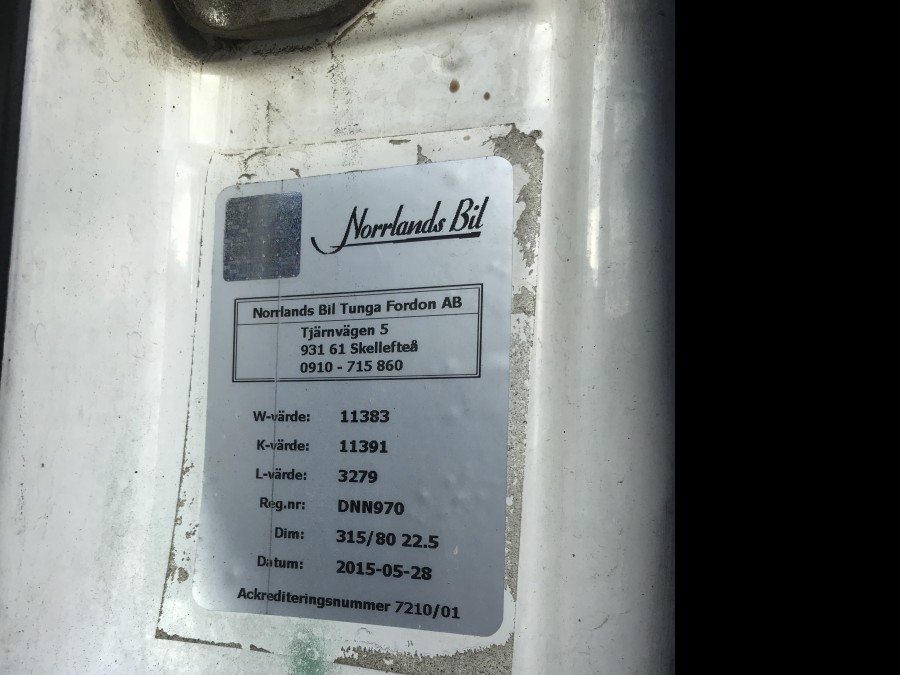 Norrlands Bil
Norrlands Bil Tunga Fordon AB
Tjärnvägen 5
931 61 Skellefteå
0910 - 715 860
W-värde: 11383
K-värde: 11391
L-värde: 3279
Reg.nr: DNN970
Dim: 315/80 22.5
Datum: 2015-05-28
Ackrediteringsnummer 7210/01